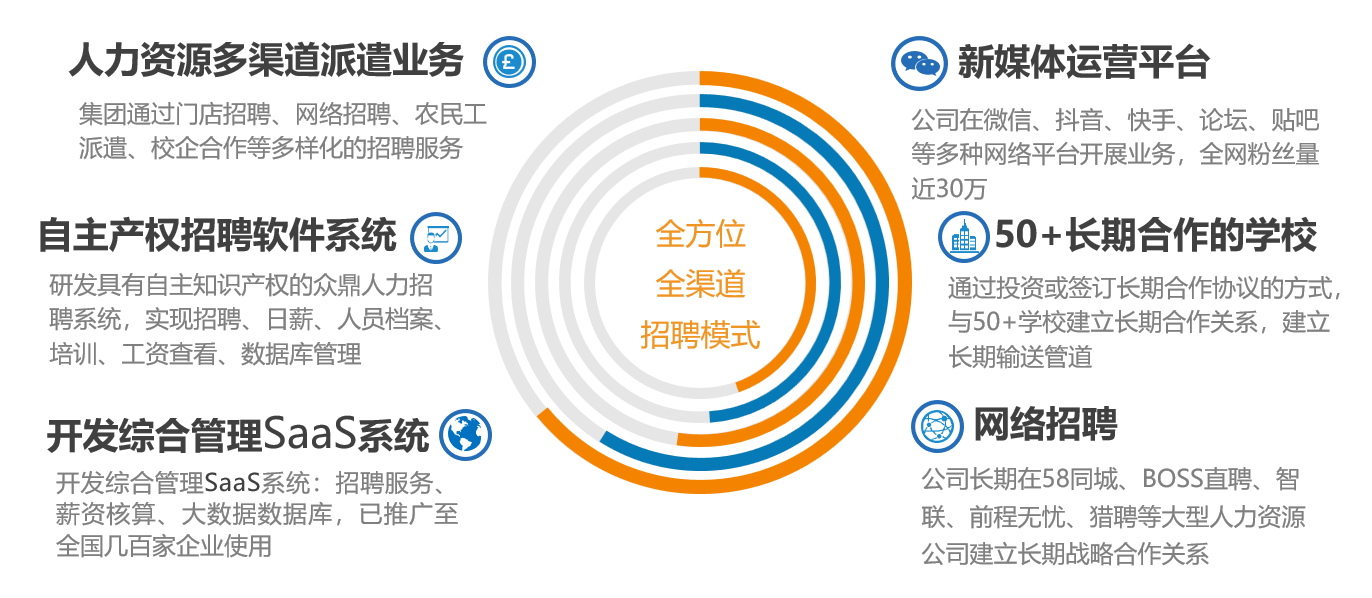 人力资源多渠道派遣业务
集团通过门店招聘、网络招聘、农民工
派遣、校企合作等多样化的招聘服务
自主产权招聘软件系统
研发具有自主知识产权的众鼎人力招
聘系统，实现招聘、日薪、人员档案、
培训、工资查看、数据库管理
开发综合管理SaaS系统
开发综合管理SaaS系统：招聘服务、
薪资核算、大数据数据库，已推广至
全国几百家企业使用
全方位
全渠道
招聘模式
新媒体运营平台
公司在微信、抖音、快手、论坛、贴吧
等多种网络平台开展业务，全网粉丝量
近30万
50+长期合作的学校
通过投资或签订长期合作协议的方式，
与50+学校建立长期合作关系，建立
长期输送管道
网络招聘
公司长期在58同城、BOSS直聘、智
联、前程无忧、猎聘等大型人力资源
公司建立长期战略合作关系